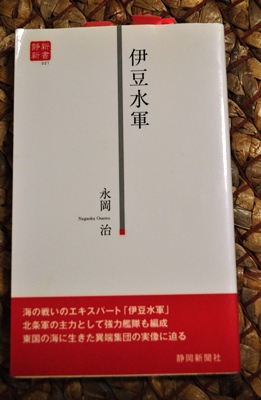 静新新書
021
伊豆水軍
永岡 治
Nagaoka Osamu
海の戦いのエキスパート「伊豆水軍」
北条軍の主力として強力艦隊も編成
東国の海に生きた異端集団の実像に迫る
静岡新聞社